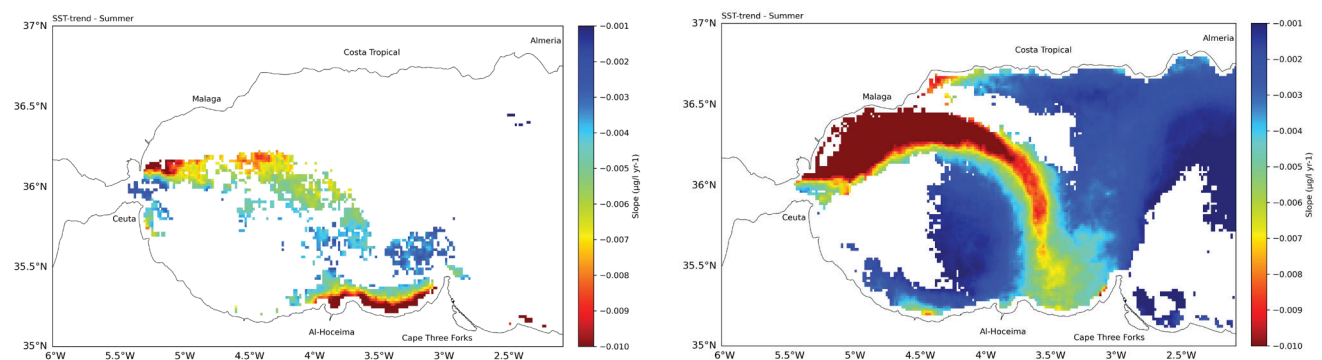 SST-trend - Summer
37°N
36.5°N
36°N
35.5°N
35°N
6°W
5.5°W
5°W
4.5°W
4°W
3.5°W
3°W
2.5°W
Almeria
Costa Tropical
Malaga
Ceuta
Al-Hoceima
Cape Three Forks
−0.001
−0.002
−0.003
−0.004
−0.005
−0.006
−0.007
−0.008
−0.009
−0.010
Slope (µg/l yr-1)
SST-trend - Summer
37°N
36.5°N
36°N
35.5°N
35°N
6°W
5.5°W
5°W
4.5°W
4°W
3.5°W
3°W
2.5°W
Almeria
Costa Tropical
Malaga
Ceuta
Al-Hoceima
Cape Three Forks
−0.001
−0.002
−0.003
−0.004
−0.005
−0.006
−0.007
−0.008
−0.009
−0.010
Slope (µg/l yr-1)